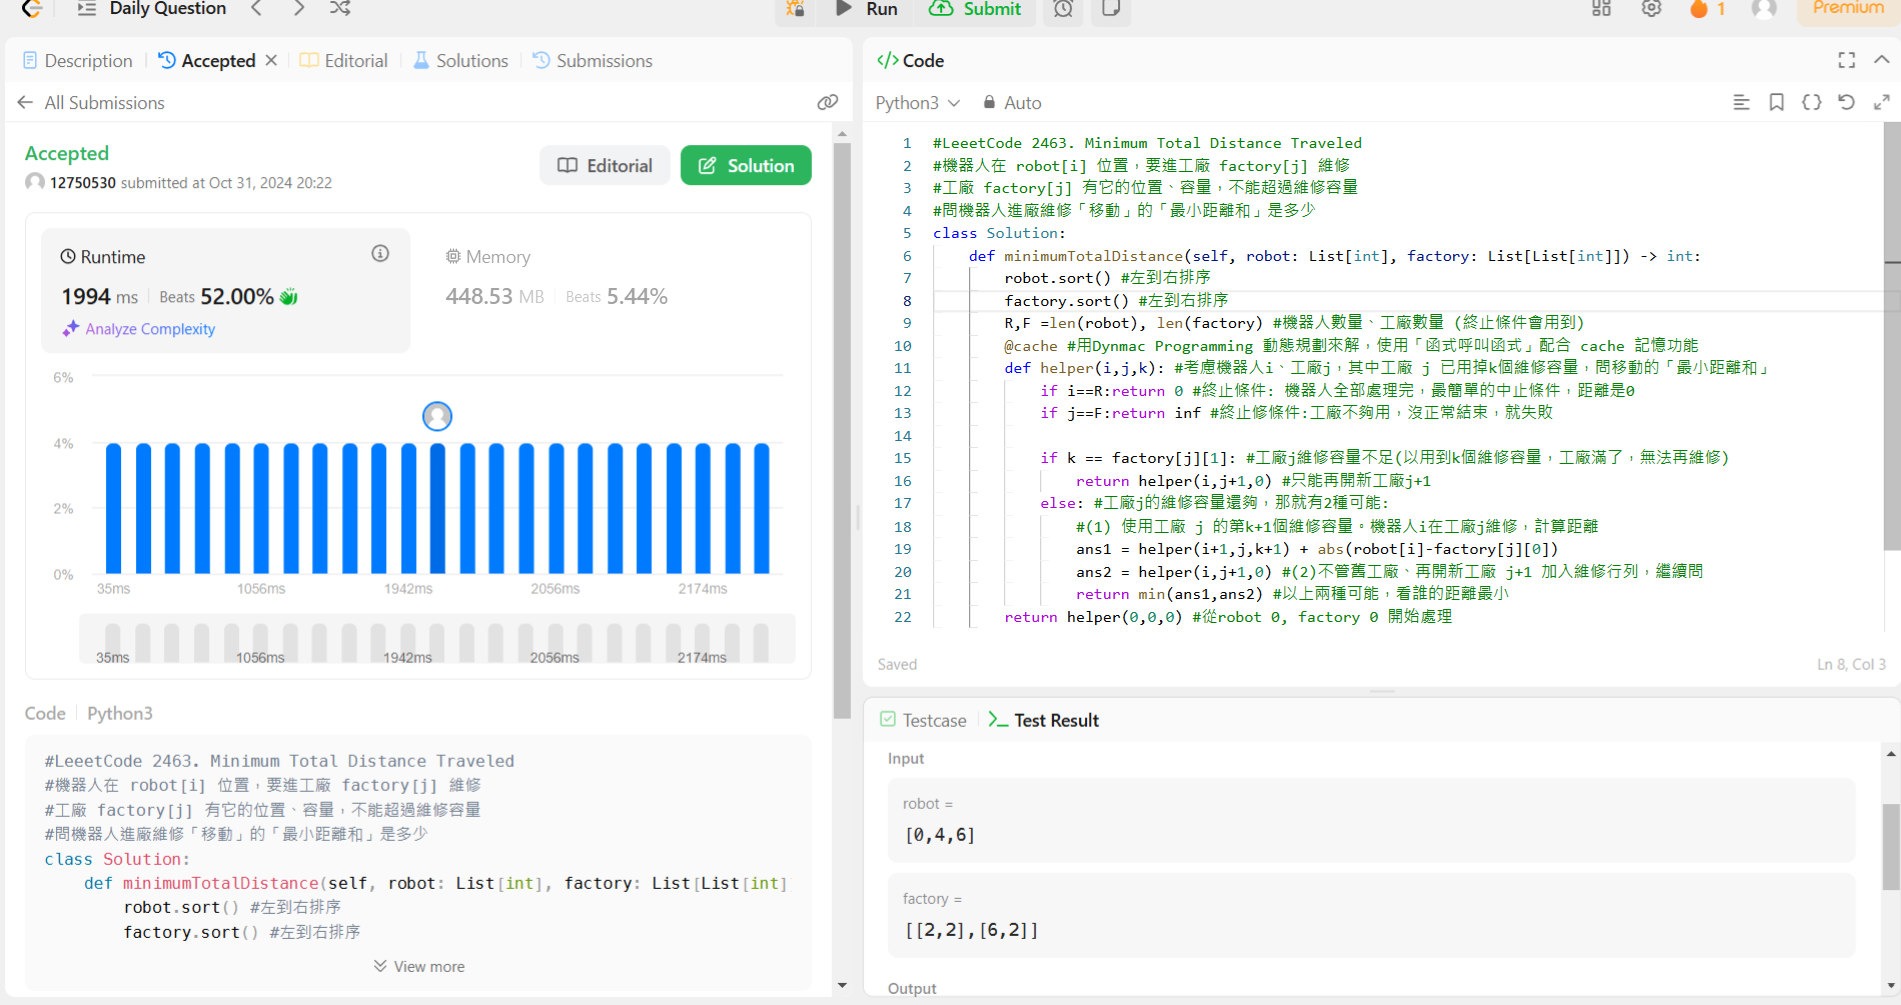 Daily Question
Run
Submit
1
Premium
Description
Accepted
Editorial
Solutions
Submissions
All Submissions
Accepted
12750530 submitted at Oct 31, 2024 20:22
Editorial
Solution
Runtime
1994 ms
Beats 52.00%
Analyze Complexity
Memory
448.53 MB
Beats 5.44%
6%
4%
2%
0%
35ms 1056ms 1942ms 2056ms 2174ms
35ms 1056ms 1942ms 2056ms 2174ms
Code Python3
#LeeetCode 2463. Minimum Total Distance Traveled
#機器人在 robot[i] 位置，要進工廠 factory[j] 維修
#工廠 factory[j] 有它的位置、容量，不能超過維修容量
#問機器人進廠維修「移動」的「最小距離和」是多少
class Solution:
def minimumTotalDistance(self, robot: List[int], factory: List[List[int]
robot.sort() #左到右排序
factory.sort() #左到右排序
View more
Code
Python3
Auto
1 #LeeetCode 2463. Minimum Total Distance Traveled
2 #機器人在 robot[i] 位置，要進工廠 factory[j] 維修
3 #工廠 factory[j] 有它的位置、容量，不能超過維修容量
4 #問機器人進廠維修「移動」的「最小距離和」是多少
5 class Solution:
6 def minimumTotalDistance(self, robot: List[int], factory: List[List[int]]) -> int:
7 robot.sort() #左到右排序
8 factory.sort() #左到右排序
9 R,F =len(robot), len(factory) #機器人數量、工廠數量 (終止條件會用到)
10 @cache #用Dynmac Programming 動態規劃來解，使用「函式呼叫函式」配合 cache 記憶功能
11 def helper(i,j,k): #考慮機器人i、工廠j，其中工廠 j 已用掉k個維修容量，問移動的「最小距離和」
12 if i==R:return 0 #終止條件: 機器人全部處理完，最簡單的中止條件，距離是0
13 if j==F:return inf #終止修條件:工廠不夠用，沒正常結束，就失敗
14
15 if k == factory[j][1]: #工廠j維修容量不足(以用到k個維修容量，工廠滿了，無法再維修)
16 return helper(i,j+1,0) #只能再開新工廠j+1
17 else: #工廠j的維修容量還夠，那就有2種可能:
18 #(1) 使用工廠 j 的第k+1個維修容量。機器人i在工廠j維修，計算距離
19 ans1 = helper(i+1,j,k+1) + abs(robot[i]-factory[j][0])
20 ans2 = helper(i,j+1,0) #(2)不管舊工廠、再開新工廠 j+1 加入維修行列，繼續問
21 return min(ans1,ans2) #以上兩種可能，看誰的距離最小
22 return helper(0,0,0) #從robot 0, factory 0 開始處理
Saved
Ln 8, Col 3
Testcase
Test Result
Input
robot =
[0,4,6]
factory =
[[2,2],[6,2]]
Output